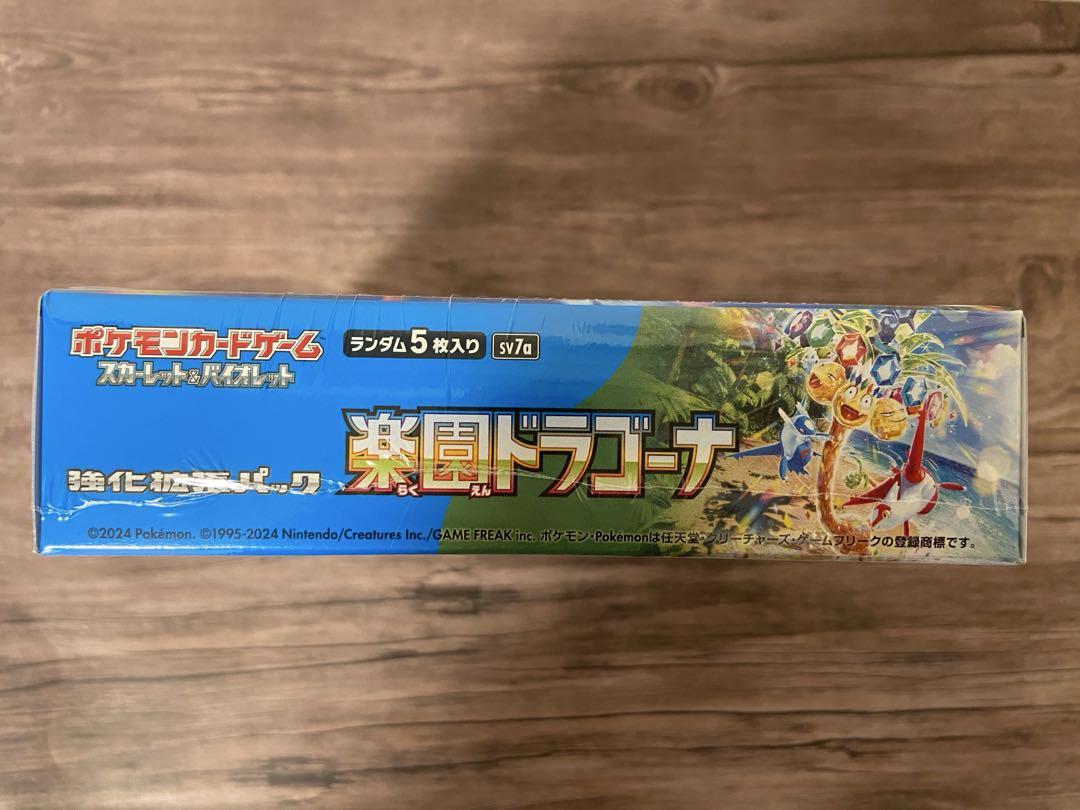 ポケモンカードゲーム
スカーレット&バイオレット
ランダム5枚入り
sv7a
強化拡張パック
楽園ドラゴーナ
らく えん
©2024 Pokémon. ©1995-2024 Nintendo/Creatures Inc./GAME FREAK inc. ポケモン・Pokémonは任天堂・クリーチャーズ・ゲームフリークの登録商標です。